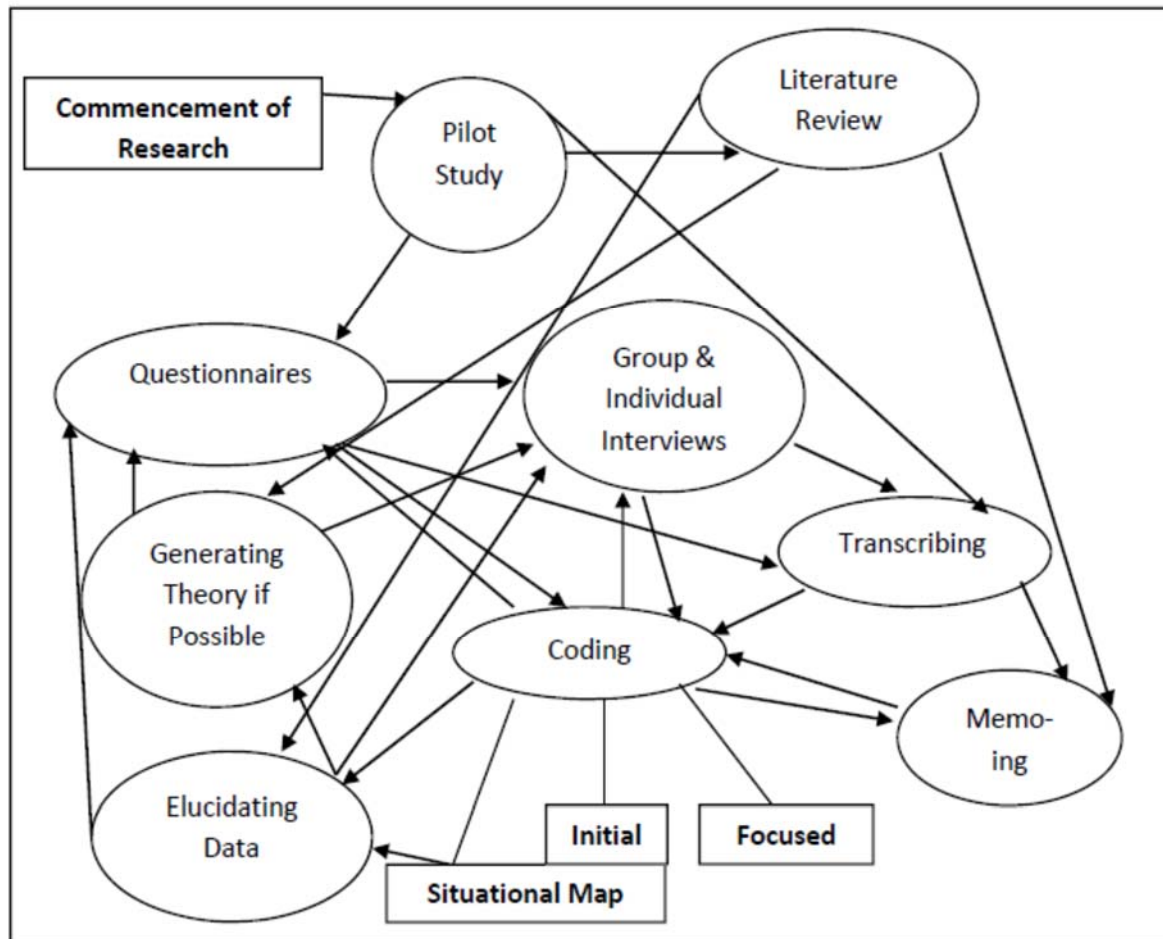 Commencement of
Research
Pilot
Study
Literature
Review
Questionnaires
Group &
Individual
Interviews
Generating
Theory if
Possible
Transcribing
Coding
Memo-
ing
Elucidating
Data
Initial
Focused
Situational Map